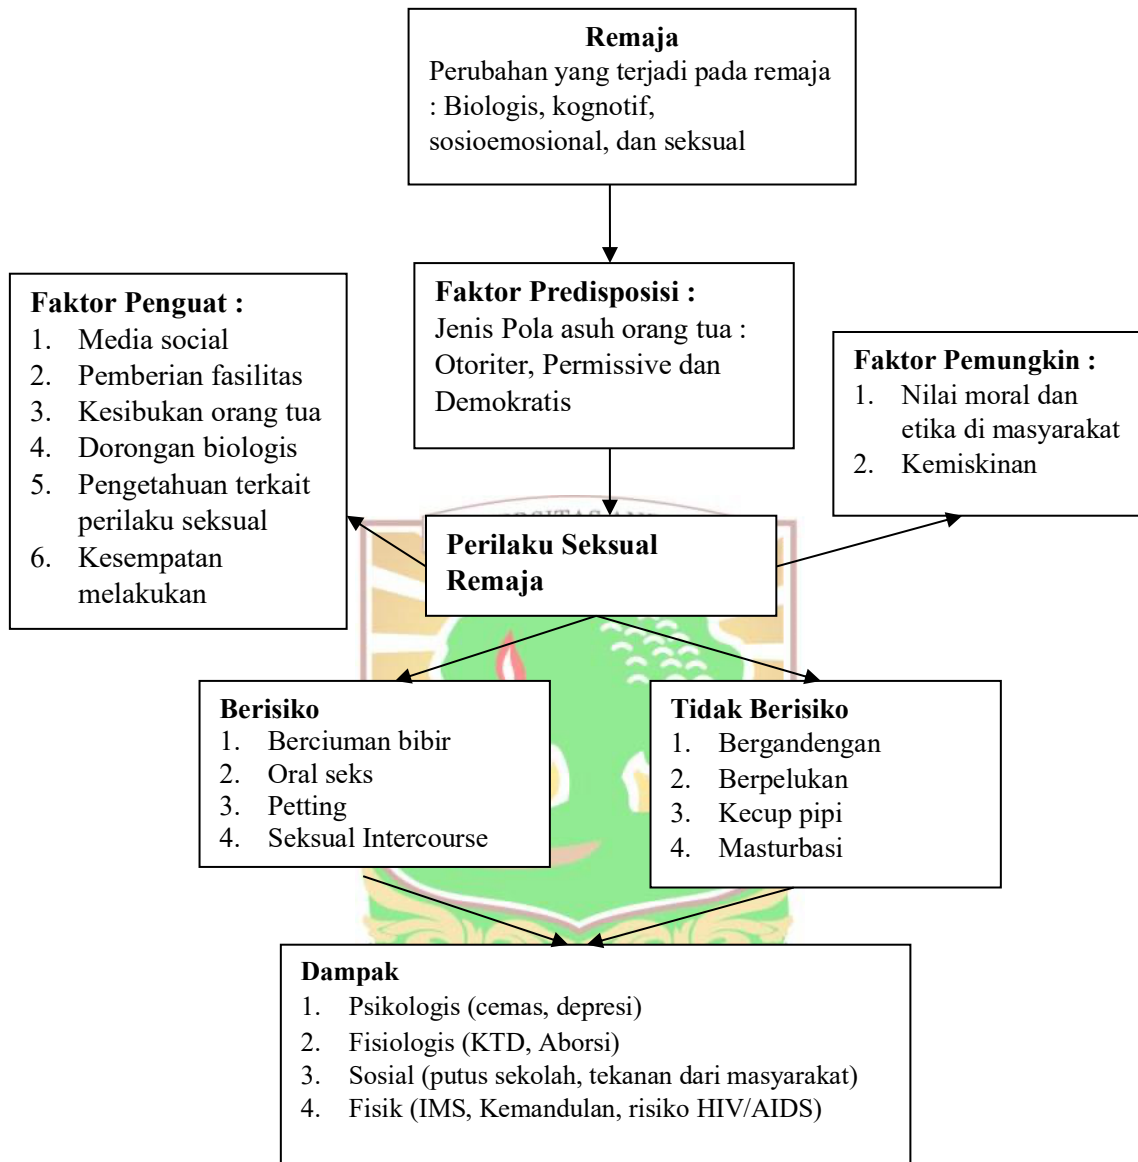 Remaja
Perubahan yang terjadi pada remaja
: Biologis, kognotif,
sosioemosional, dan seksual
Faktor Penguat :
1. Media social
2. Pemberian fasilitas
3. Kesibukan orang tua
4. Dorongan biologis
5. Pengetahuan terkait
perilaku seksual
6. Kesempatan
melakukan
Faktor Predisposisi :
Jenis Pola asuh orang tua :
Otoriter, Permissive dan
Demokratis
Faktor Pemungkin :
1. Nilai moral dan
etika di masyarakat
2. Kemiskinan
Perilaku Seksual
Remaja
Berisiko
1. Berciuman bibir
2. Oral seks
3. Petting
4. Seksual Intercourse
Tidak Berisiko
1. Bergandengan
2. Berpelukan
3. Kecup pipi
4. Masturbasi
Dampak
1. Psikologis (cemas, depresi)
2. Fisiologis (KTD, Aborsi)
3. Sosial (putus sekolah, tekanan dari masyarakat)
4. Fisik (IMS, Kemandulan, risiko HIV/AIDS)